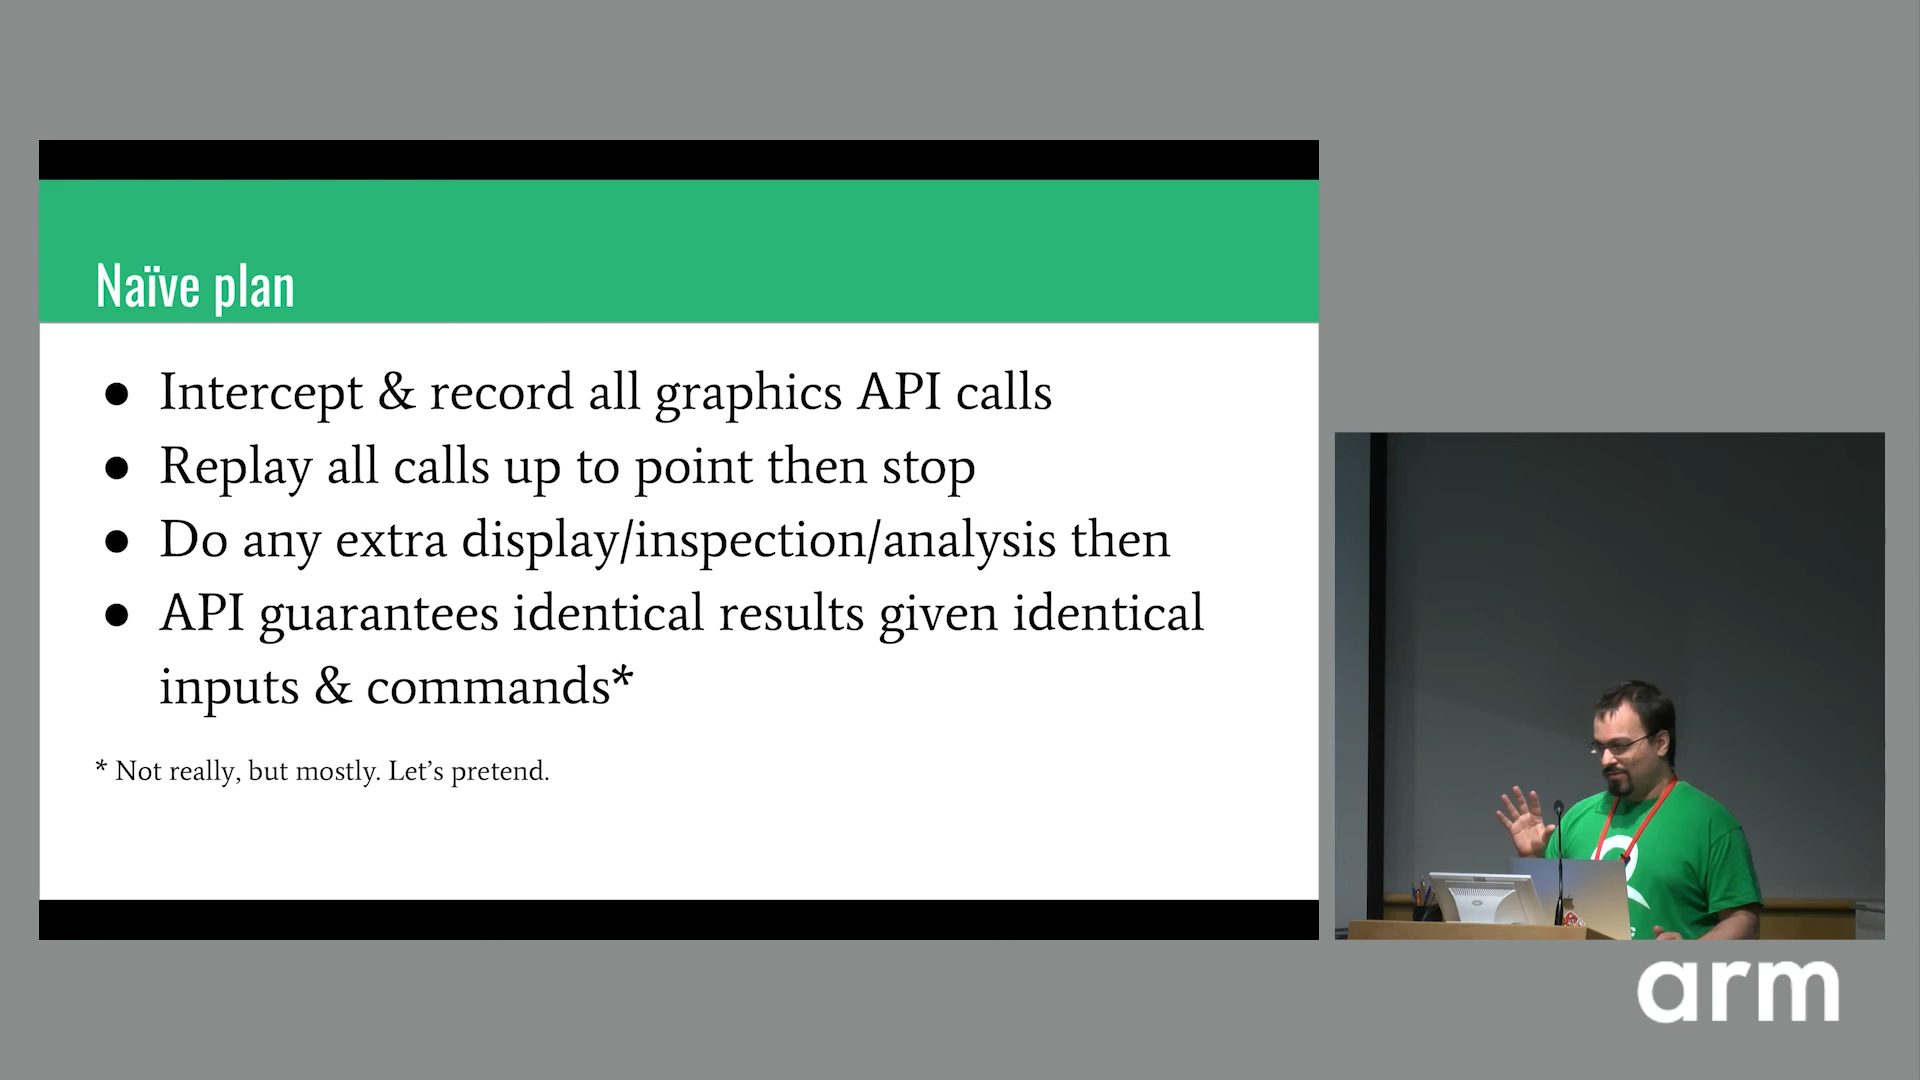 Naïve plan
● Intercept & record all graphics API calls
● Replay all calls up to point then stop
● Do any extra display/inspection/analysis then
● API guarantees identical results given identical
inputs & commands*
* Not really, but mostly. Let's pretend.
arm